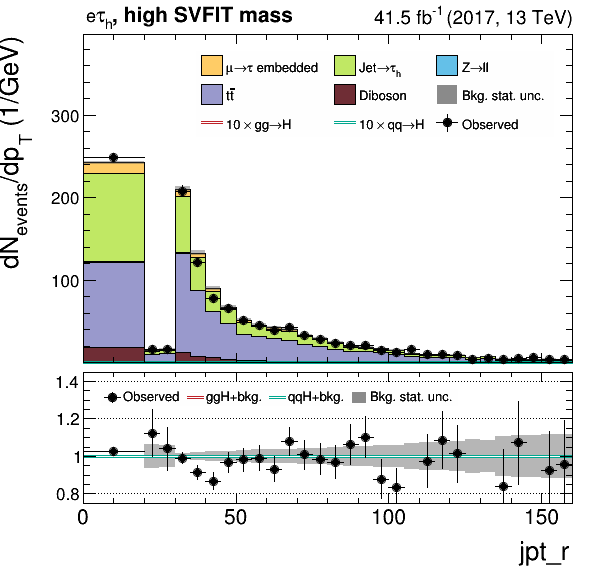 eτh, high SVFIT mass 41.5 fb-1 (2017, 13 TeV)
dNevents/dpT (1/GeV)
300
200
100
μ→τ embedded Jet→τh Z→ll
tt̄ Diboson Bkg. stat. unc.
10 × gg→H 10 × qq→H Observed
1.4
1.2
1
0.8
Observed ggH+bkg. qqH+bkg. Bkg. stat. unc.
0 50 100 150
jpt_r